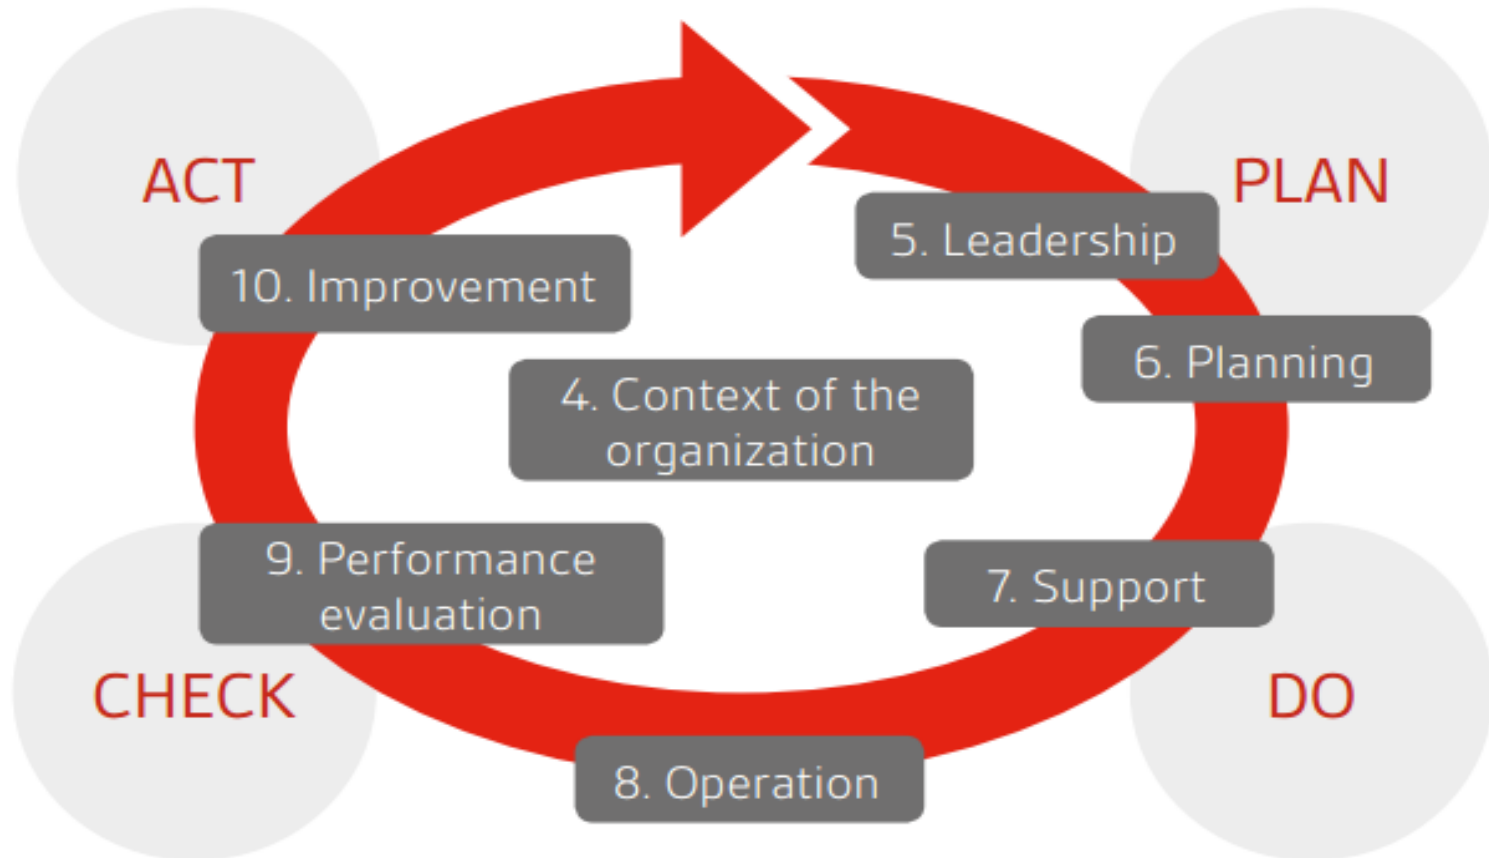 ACT
PLAN
5. Leadership
10. Improvement
6. Planning
4. Context of the
organization
9. Performance
evaluation
7. Support
CHECK
DO
8. Operation